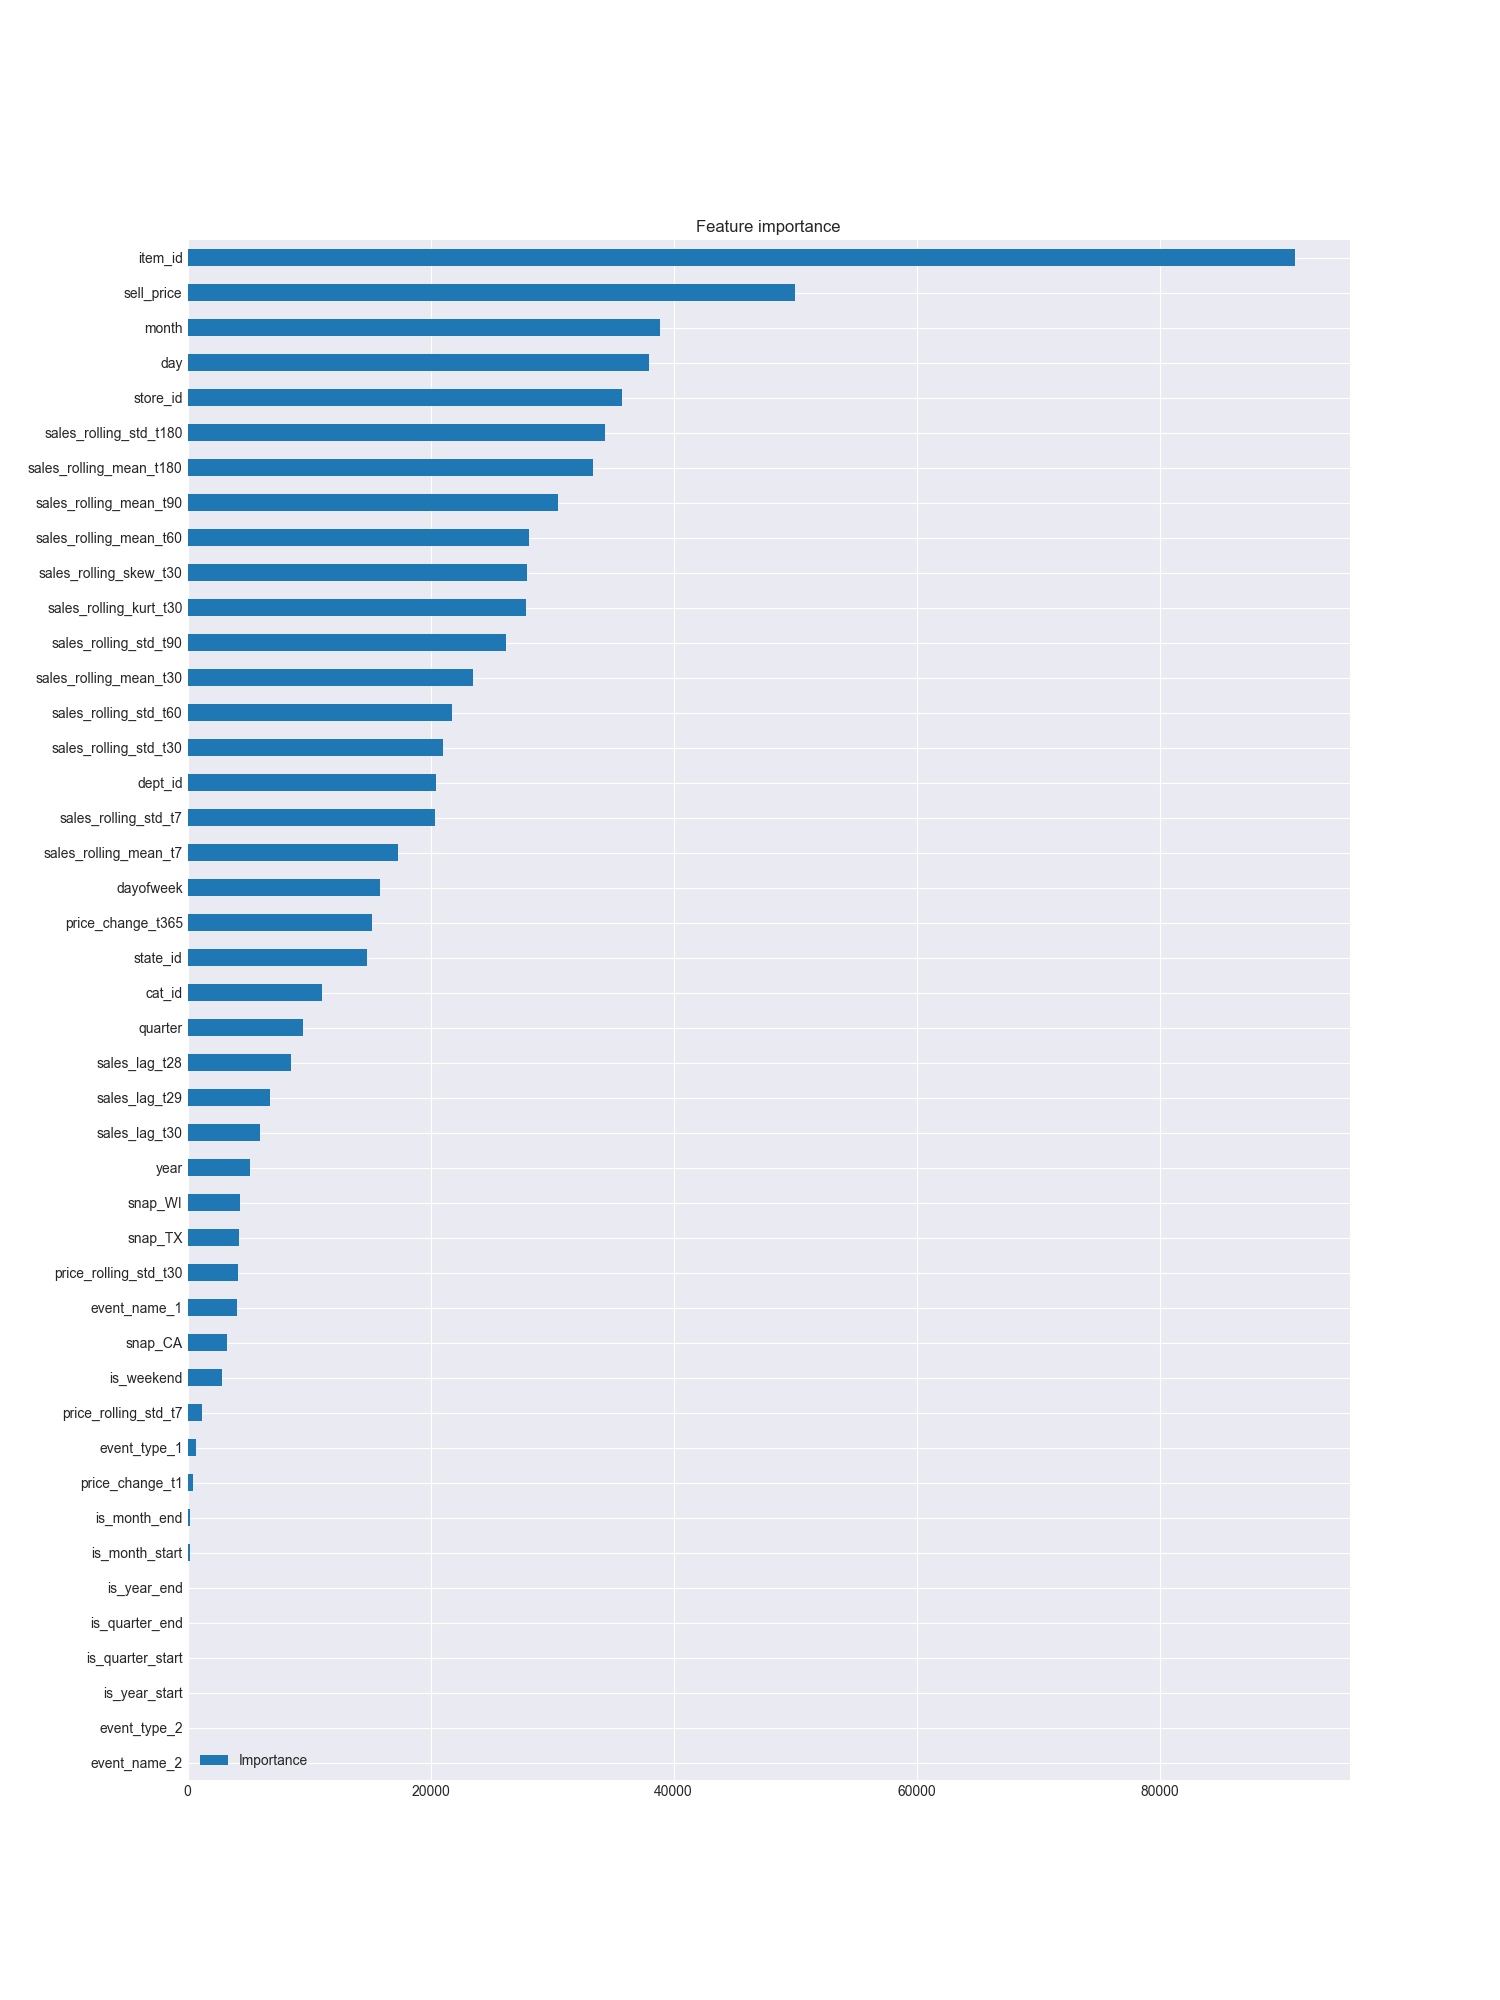 Feature importance
item_id
sell_price
month
day
store_id
sales_rolling_std_t180
sales_rolling_mean_t180
sales_rolling_mean_t90
sales_rolling_mean_t60
sales_rolling_skew_t30
sales_rolling_kurt_t30
sales_rolling_std_t90
sales_rolling_mean_t30
sales_rolling_std_t60
sales_rolling_std_t30
dept_id
sales_rolling_std_t7
sales_rolling_mean_t7
dayofweek
price_change_t365
state_id
cat_id
quarter
sales_lag_t28
sales_lag_t29
sales_lag_t30
year
snap_WI
snap_TX
price_rolling_std_t30
event_name_1
snap_CA
is_weekend
price_rolling_std_t7
event_type_1
price_change_t1
is_month_end
is_month_start
is_year_end
is_quarter_end
is_quarter_start
is_year_start
event_type_2
event_name_2 Importance
0 20000 40000 60000 80000